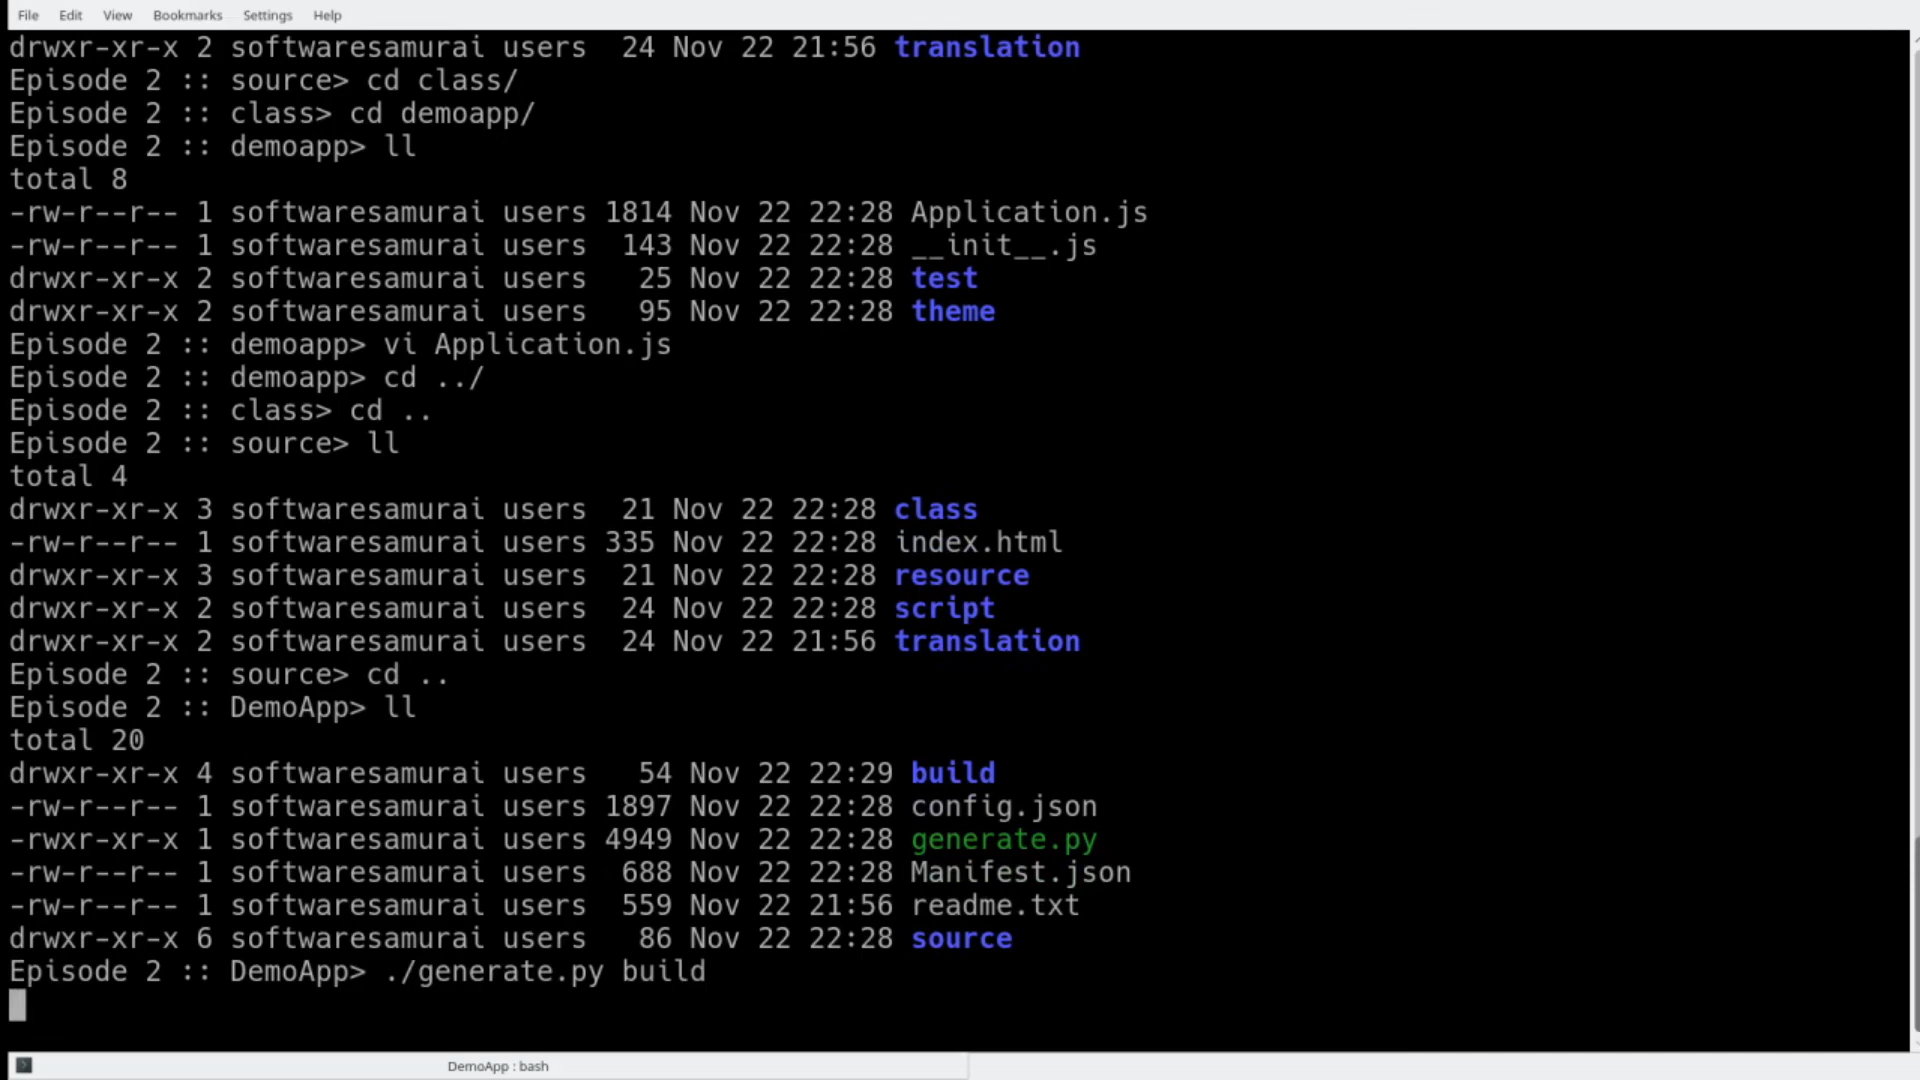 File Edit View Bookmarks Settings Help
drwxr-xr-x 2 softwaresamurai users  24 Nov 22 21:56 translation
Episode 2 :: source> cd class/
Episode 2 :: class> cd demoapp/
Episode 2 :: demoapp> ll
total 8
-rw-r--r-- 1 softwaresamurai users 1814 Nov 22 22:28 Application.js
-rw-r--r-- 1 softwaresamurai users  143 Nov 22 22:28 __init__.js
drwxr-xr-x 2 softwaresamurai users   25 Nov 22 22:28 test
drwxr-xr-x 2 softwaresamurai users   95 Nov 22 22:28 theme
Episode 2 :: demoapp> vi Application.js
Episode 2 :: demoapp> cd ../
Episode 2 :: class> cd ..
Episode 2 :: source> ll
total 4
drwxr-xr-x 3 softwaresamurai users  21 Nov 22 22:28 class
-rw-r--r-- 1 softwaresamurai users 335 Nov 22 22:28 index.html
drwxr-xr-x 3 softwaresamurai users  21 Nov 22 22:28 resource
drwxr-xr-x 2 softwaresamurai users  24 Nov 22 22:28 script
drwxr-xr-x 2 softwaresamurai users  24 Nov 22 21:56 translation
Episode 2 :: source> cd ..
Episode 2 :: DemoApp> ll
total 20
drwxr-xr-x 4 softwaresamurai users   54 Nov 22 22:29 build
-rw-r--r-- 1 softwaresamurai users 1897 Nov 22 22:28 config.json
-rwxr-xr-x 1 softwaresamurai users 4949 Nov 22 22:28 generate.py
-rw-r--r-- 1 softwaresamurai users  688 Nov 22 22:28 Manifest.json
-rw-r--r-- 1 softwaresamurai users  559 Nov 22 21:56 readme.txt
drwxr-xr-x 6 softwaresamurai users   86 Nov 22 22:28 source
Episode 2 :: DemoApp> ./generate.py build
DemoApp : bash